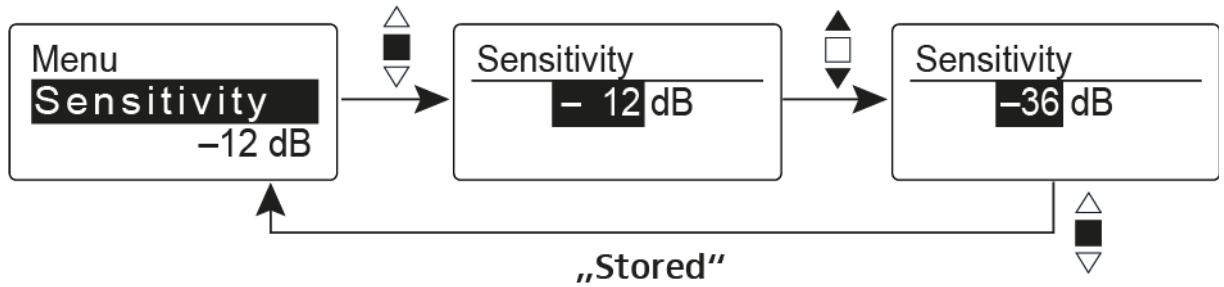 Menu
Sensitivity
–12 dB
Sensitivity
– 12 dB
Sensitivity
–36 dB
„Stored“